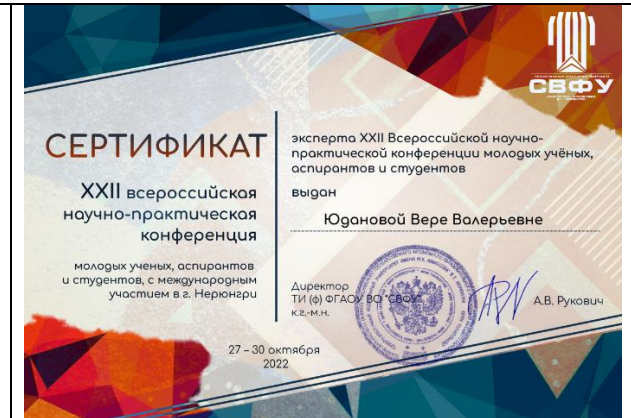 СВФУ
СЕРТИФИКАТ
XXII всероссийская
научно-практическая
конференция
молодых ученых, аспирантов
и студентов, с международным
участием в г. Нерюнгри
эксперта XXII Всероссийской научно-
практической конференции молодых учёных,
аспирантов и студентов
выдан
Югановой Вере Валерьевне
Директор
ТИ (ф) ФГАОУ ВО "СВФУ"
к.г.-м.н.
А.В. Рукович
27 – 30 октября
2022